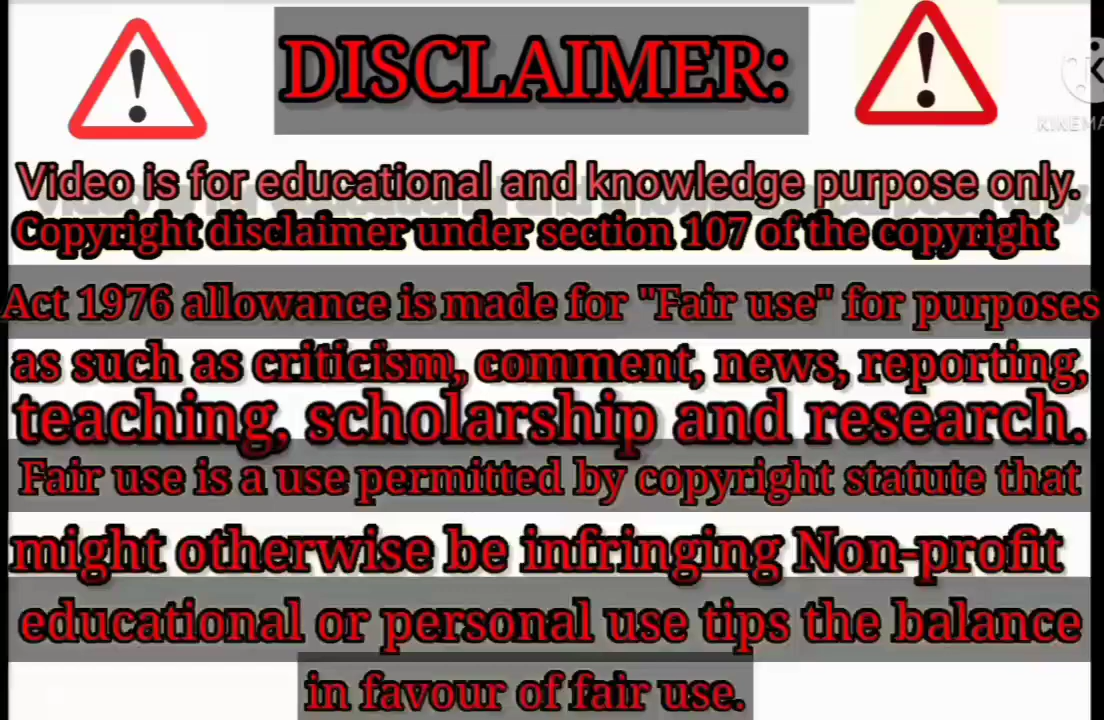 DISCLAIMER:
KINEMA
Video is for educational and knowledge purpose only.
Copyright disclaimer under section 107 of the copyright
Act 1976 allowance is made for "Fair use" for purposes
as such as criticism, comment, news, reporting,
teaching, scholarship and research.
Fair use is a use permitted by copyright statute that
might otherwise be infringing Non-profit
educational or personal use tips the balance
in favour of fair use.